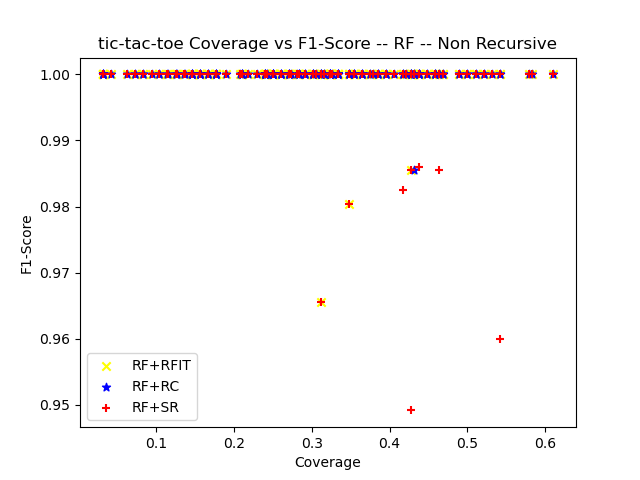 tic-tac-toe Coverage vs F1-Score -- RF -- Non Recursive
1.00
0.99
0.98
0.97
0.96
0.95
F1-Score
RF+RFIT
RF+RC
RF+SR
0.1 0.2 0.3 0.4 0.5 0.6
Coverage